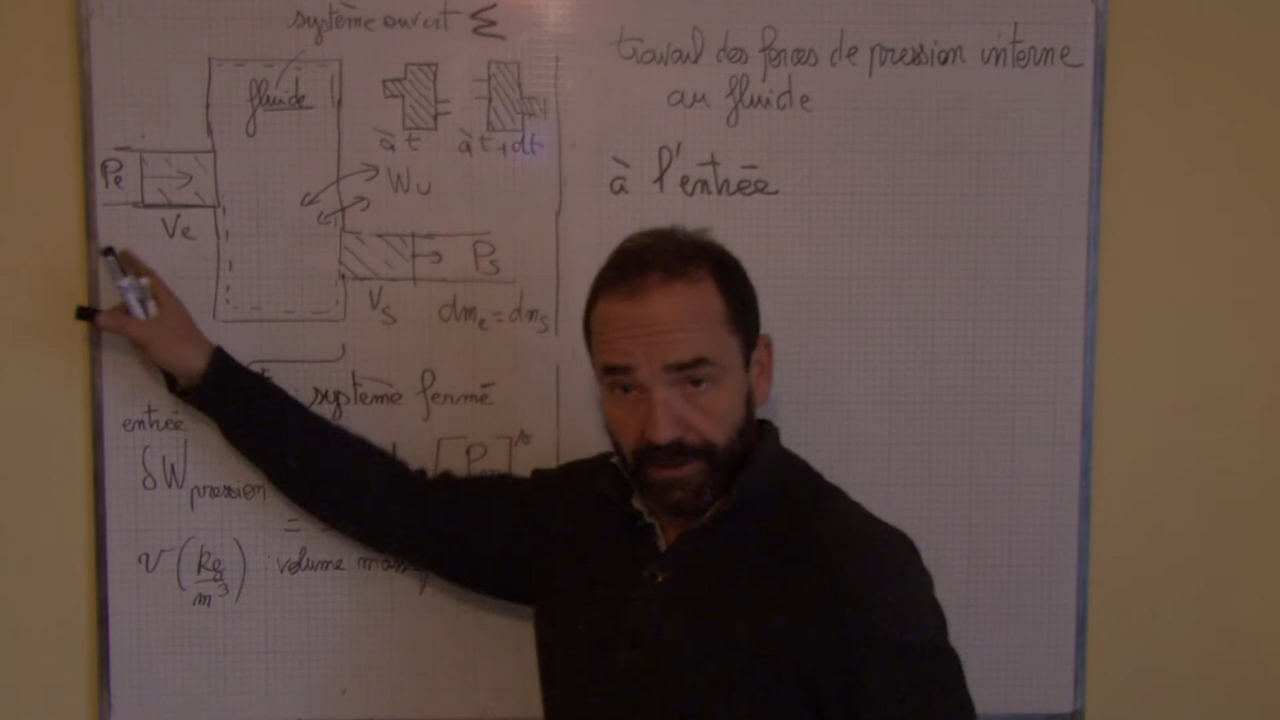 système ouvert Σ
fluide
à t
à t+dt
Pe
Ve
Wu
Ps
Vs
dme = dms
système fermé
entrée
δW pression
=
v (kg/m³) : volume
travail des forces de pression interne
au fluide
à l'entrée